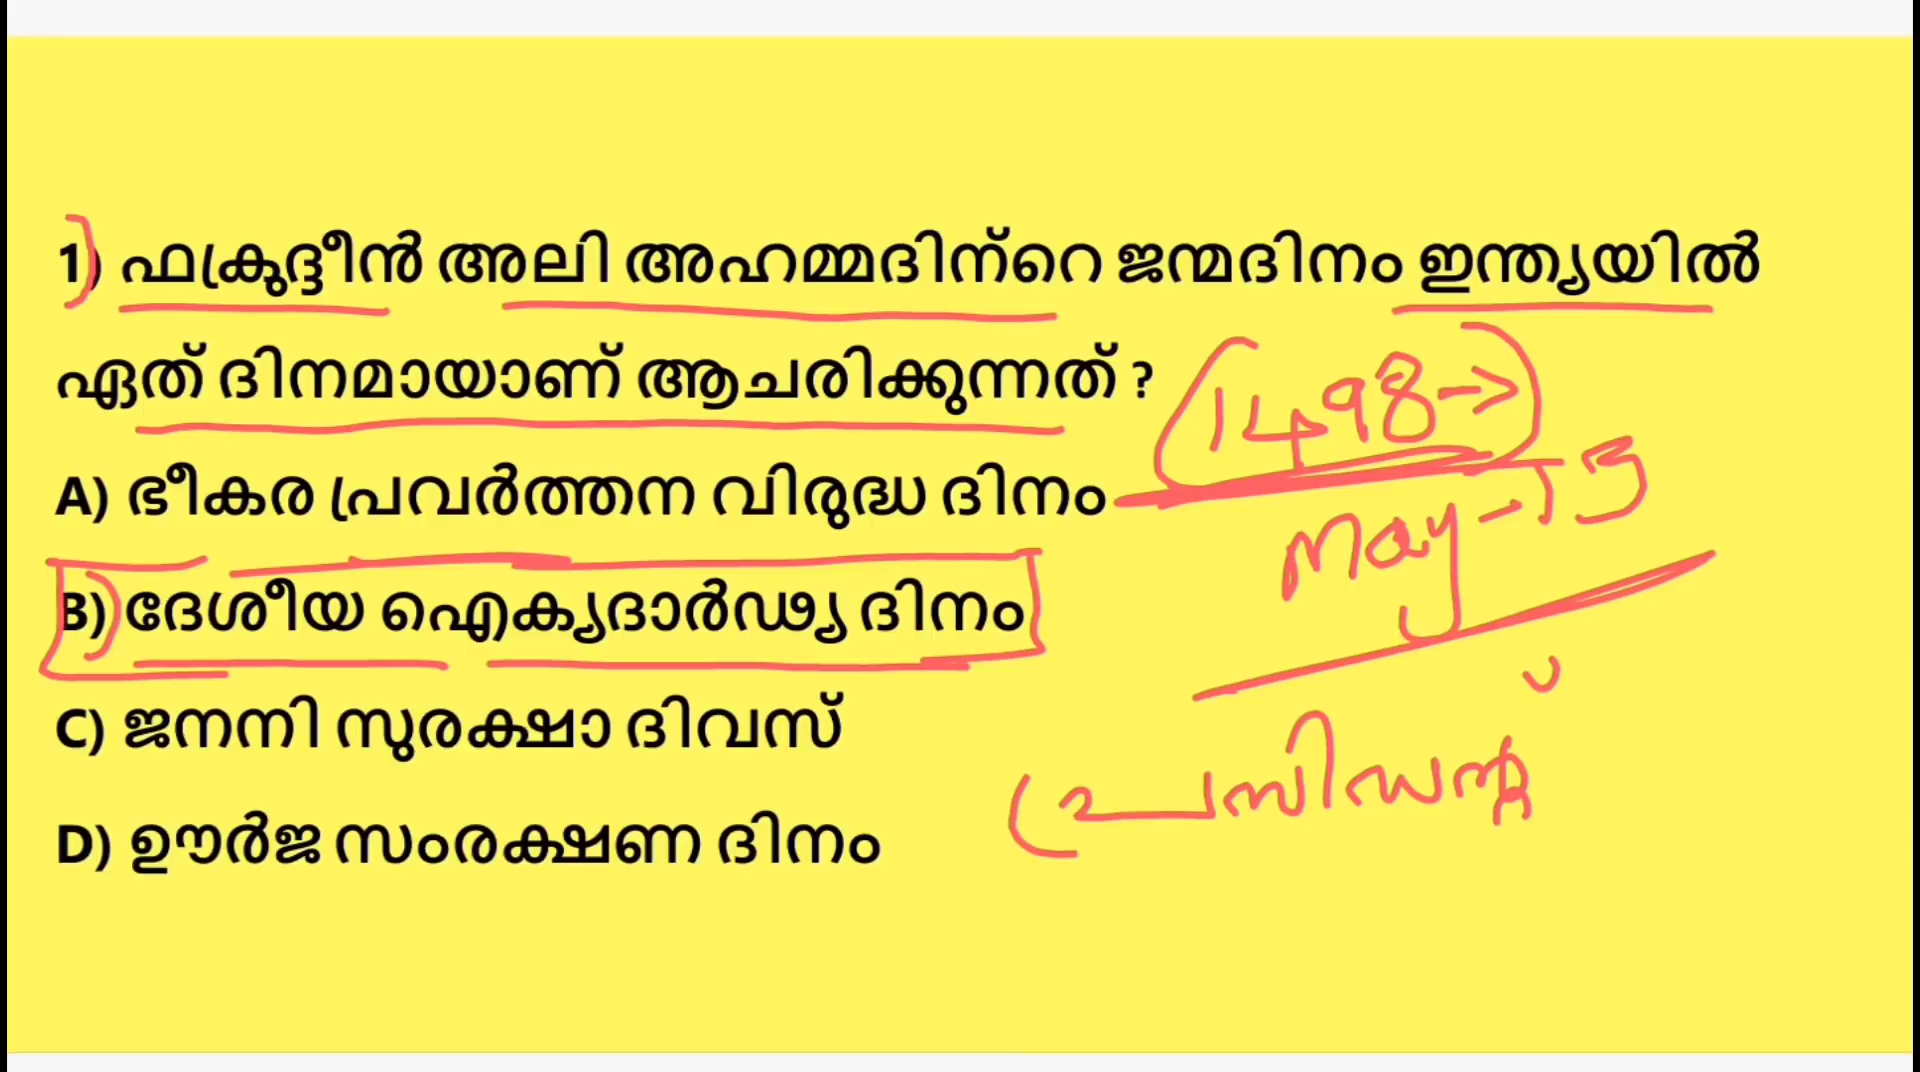 1) ഫക്രുദ്ദീൻ അലി അഹമ്മദിന്റെ ജന്മദിനം ഇന്ത്യയിൽ
ഏത് ദിനമായാണ് ആചരിക്കുന്നത് ?
1498→
A) ഭീകര പ്രവർത്തന വിരുദ്ധ ദിനം
May-15
B) ദേശീയ ഐക്യദാർഢ്യ ദിനം
C) ജനനി സുരക്ഷാ ദിവസ്
D) ഊർജ സംരക്ഷണ ദിനം